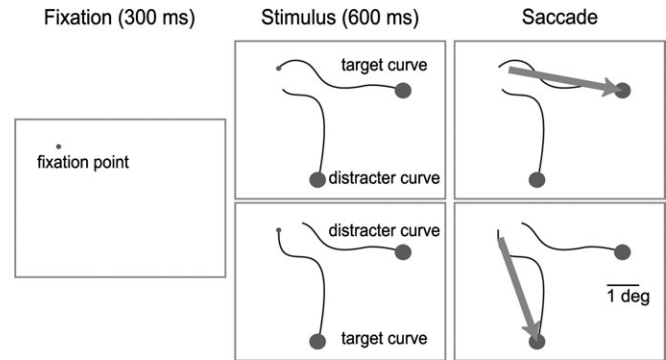 Fixation (300 ms)
Stimulus (600 ms)
Saccade
fixation point
target curve
distracter curve
distracter curve
target curve
1 deg